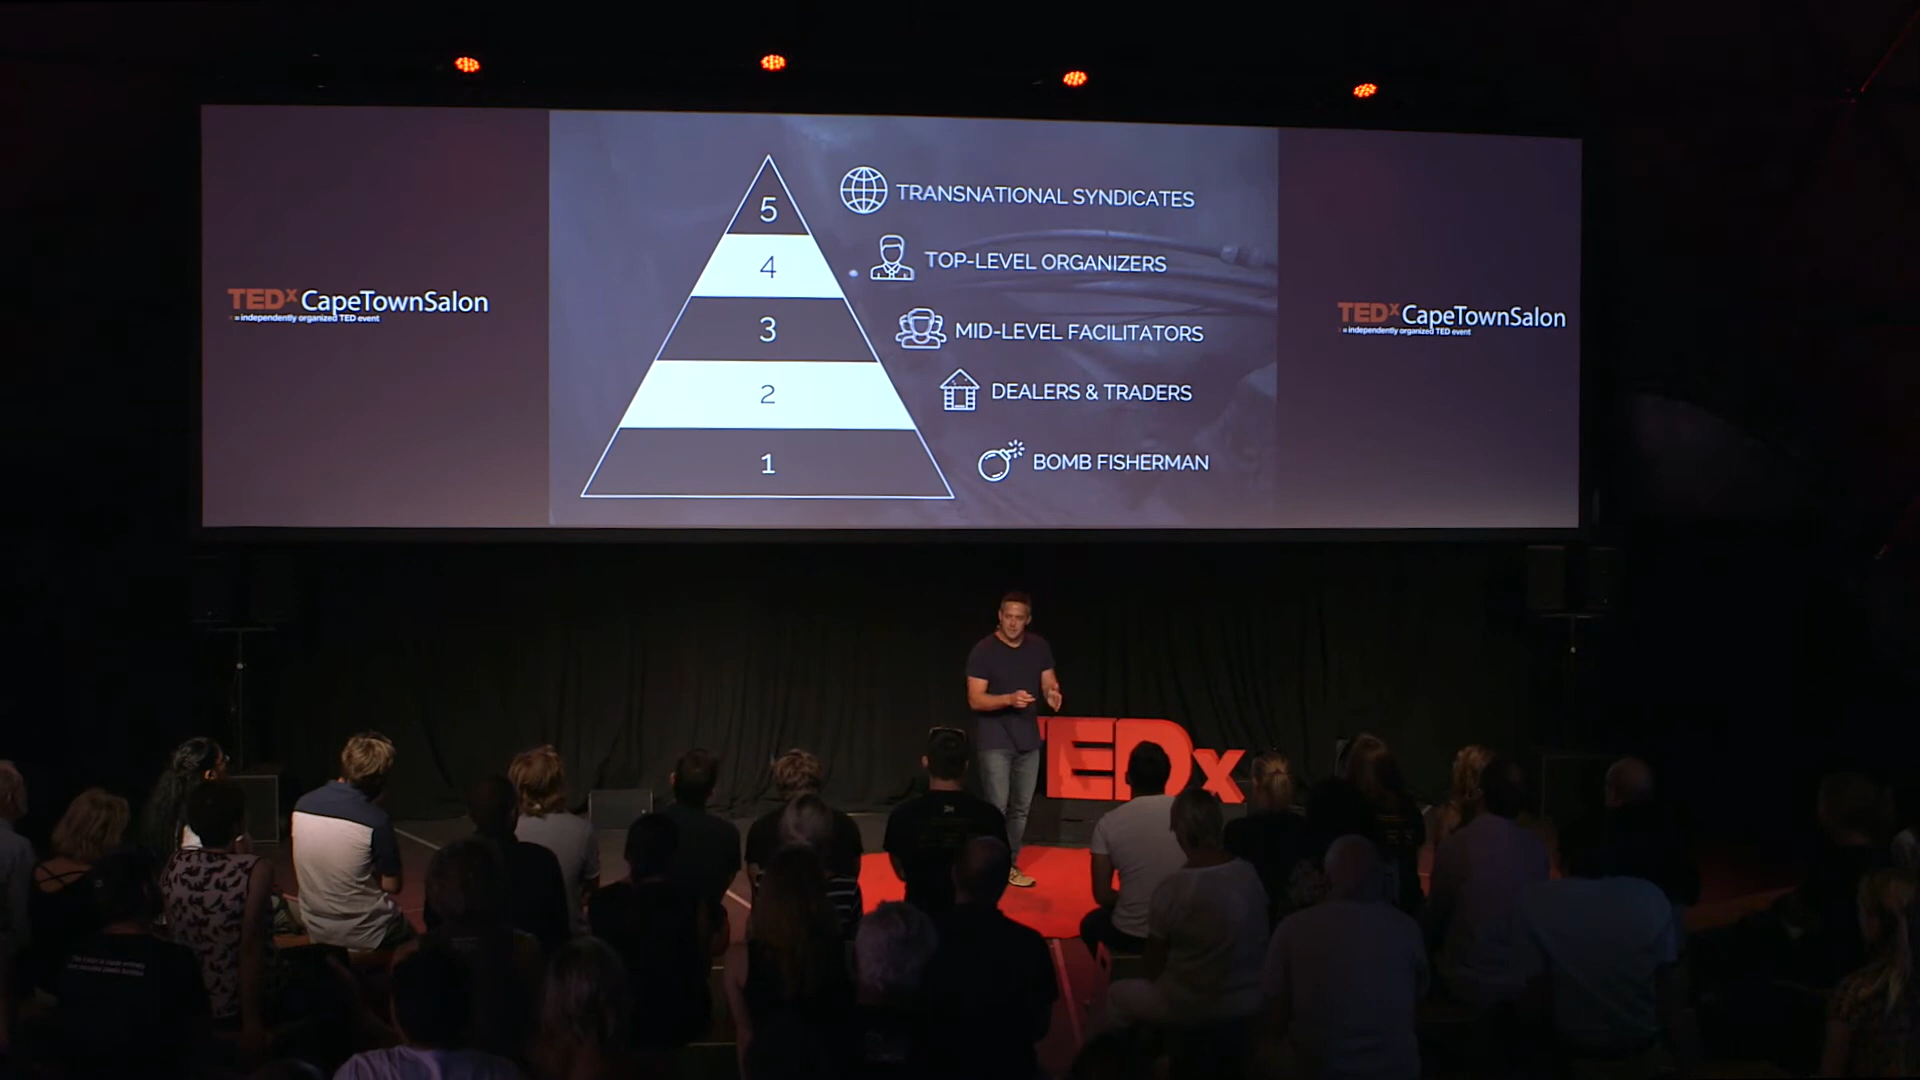 5
TRANSNATIONAL SYNDICATES
4
TOP-LEVEL ORGANIZERS
3
MID-LEVEL FACILITATORS
2
DEALERS & TRADERS
1
BOMB FISHERMAN
TEDx CapeTownSalon
x = independently organized TED event
TEDx CapeTownSalon
x = independently organized TED event
TEDx